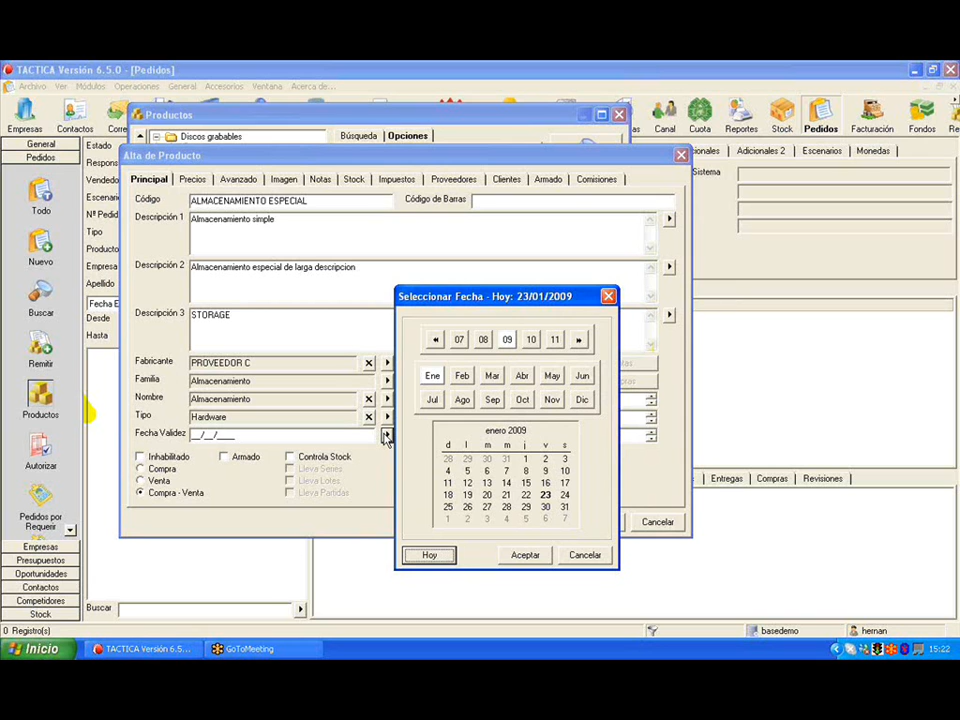 TACTICA Versión 6.5.0 - [Pedidos]
Archivo Ver Módulos Operaciones General Accesorios Ventana Acerca de...
Empresas Contactos Canal Cuota Reportes Stock Pedidos Facturación Fondos
General
Pedidos
Todo
Nuevo
Buscar
Remitir
Productos
Autorizar
Pedidos por
Requerir
Empresas
Presupuestos
Oportunidades
Contactos
Competidores
Stock
Estado
Vendedo
Escenari
Nº Pedid
Tipo
Producto
Empresa
Apellido
Fecha E
Desde
Hasta
Buscar
Productos
Discos grabables
Búsqueda Opciones
Adicionales 2 Escenarios Monedas
Sistema
Entregas Compras Revisiones
Alta de Producto
Principal Precios Avanzado Imagen Notas Stock Impuestos Proveedores Clientes Armado Comisiones
Código ALMACENAMIENTO ESPECIAL Código de Barras
Descripción 1 Almacenamiento simple
Descripción 2 Almacenamiento especial de larga descripcion
Descripción 3 STORAGE
Fabricante PROVEEDOR C
Familia Almacenamiento
Nombre Almacenamiento
Tipo Hardware
Fecha Validez __/__/____
Inhabilitado Armado Controla Stock
Compra Lleva Series
Venta Lleva Lotes
Compra - Venta Lleva Partidas
Cancelar
Seleccionar Fecha - Hoy: 23/01/2009
07 08 09 10 11
Ene Feb Mar Abr May Jun
Jul Ago Sep Oct Nov Dic
enero 2009
d l m m j v s
28 29 30 31 1 2 3
4 5 6 7 8 9 10
11 12 13 14 15 16 17
18 19 20 21 22 23 24
25 26 27 28 29 30 31
1 2 3 4 5 6 7
Hoy Aceptar Cancelar
0 Registro(s) basedemo hernan
Inicio TACTICA Versión 6.5... GoToMeeting 15:22